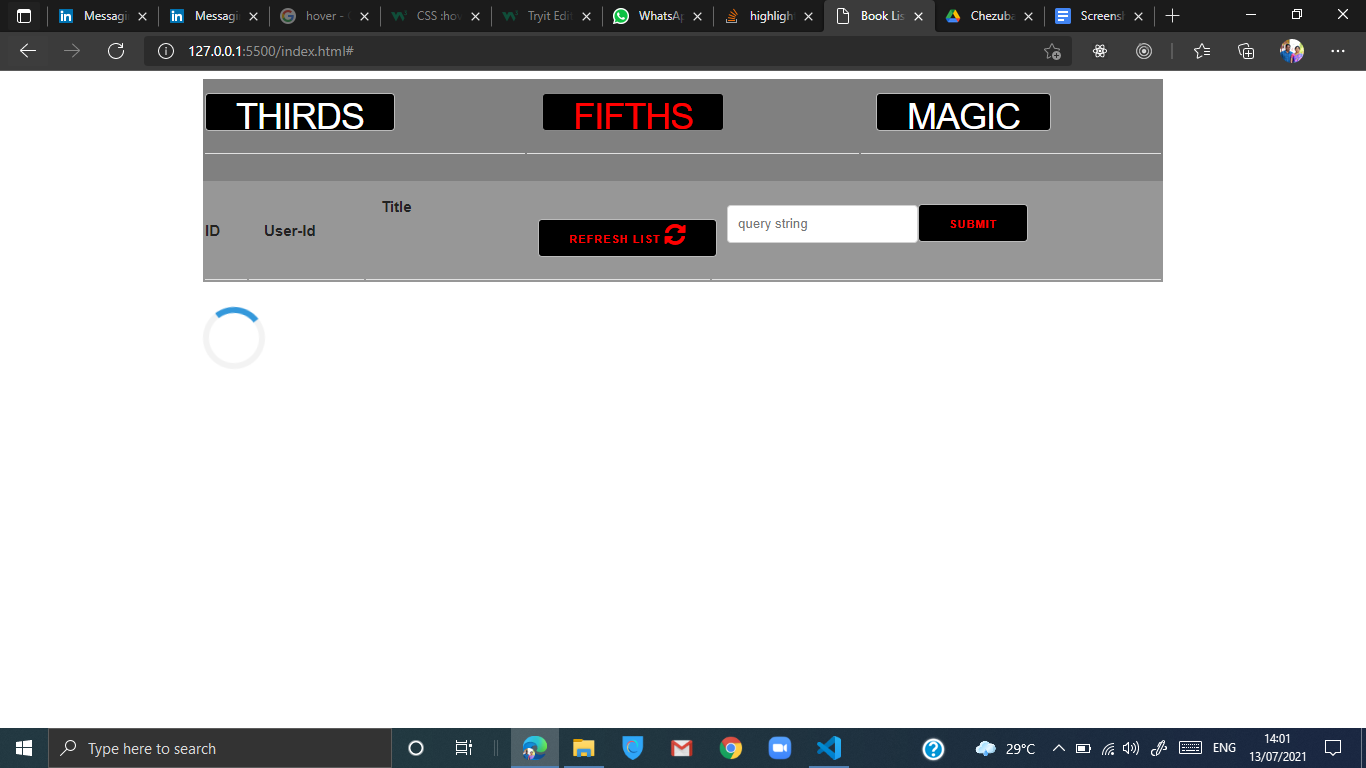 Messagi Messagi hover - CSS :ho Tryit Edit WhatsAp highligh Book Lis Chezuba Screensh
127.0.0.1:5500/index.html#
THIRDS FIFTHS MAGIC
Title
ID User-Id REFRESH LIST query string SUBMIT
Type here to search 29°C ENG 14:01
13/07/2021